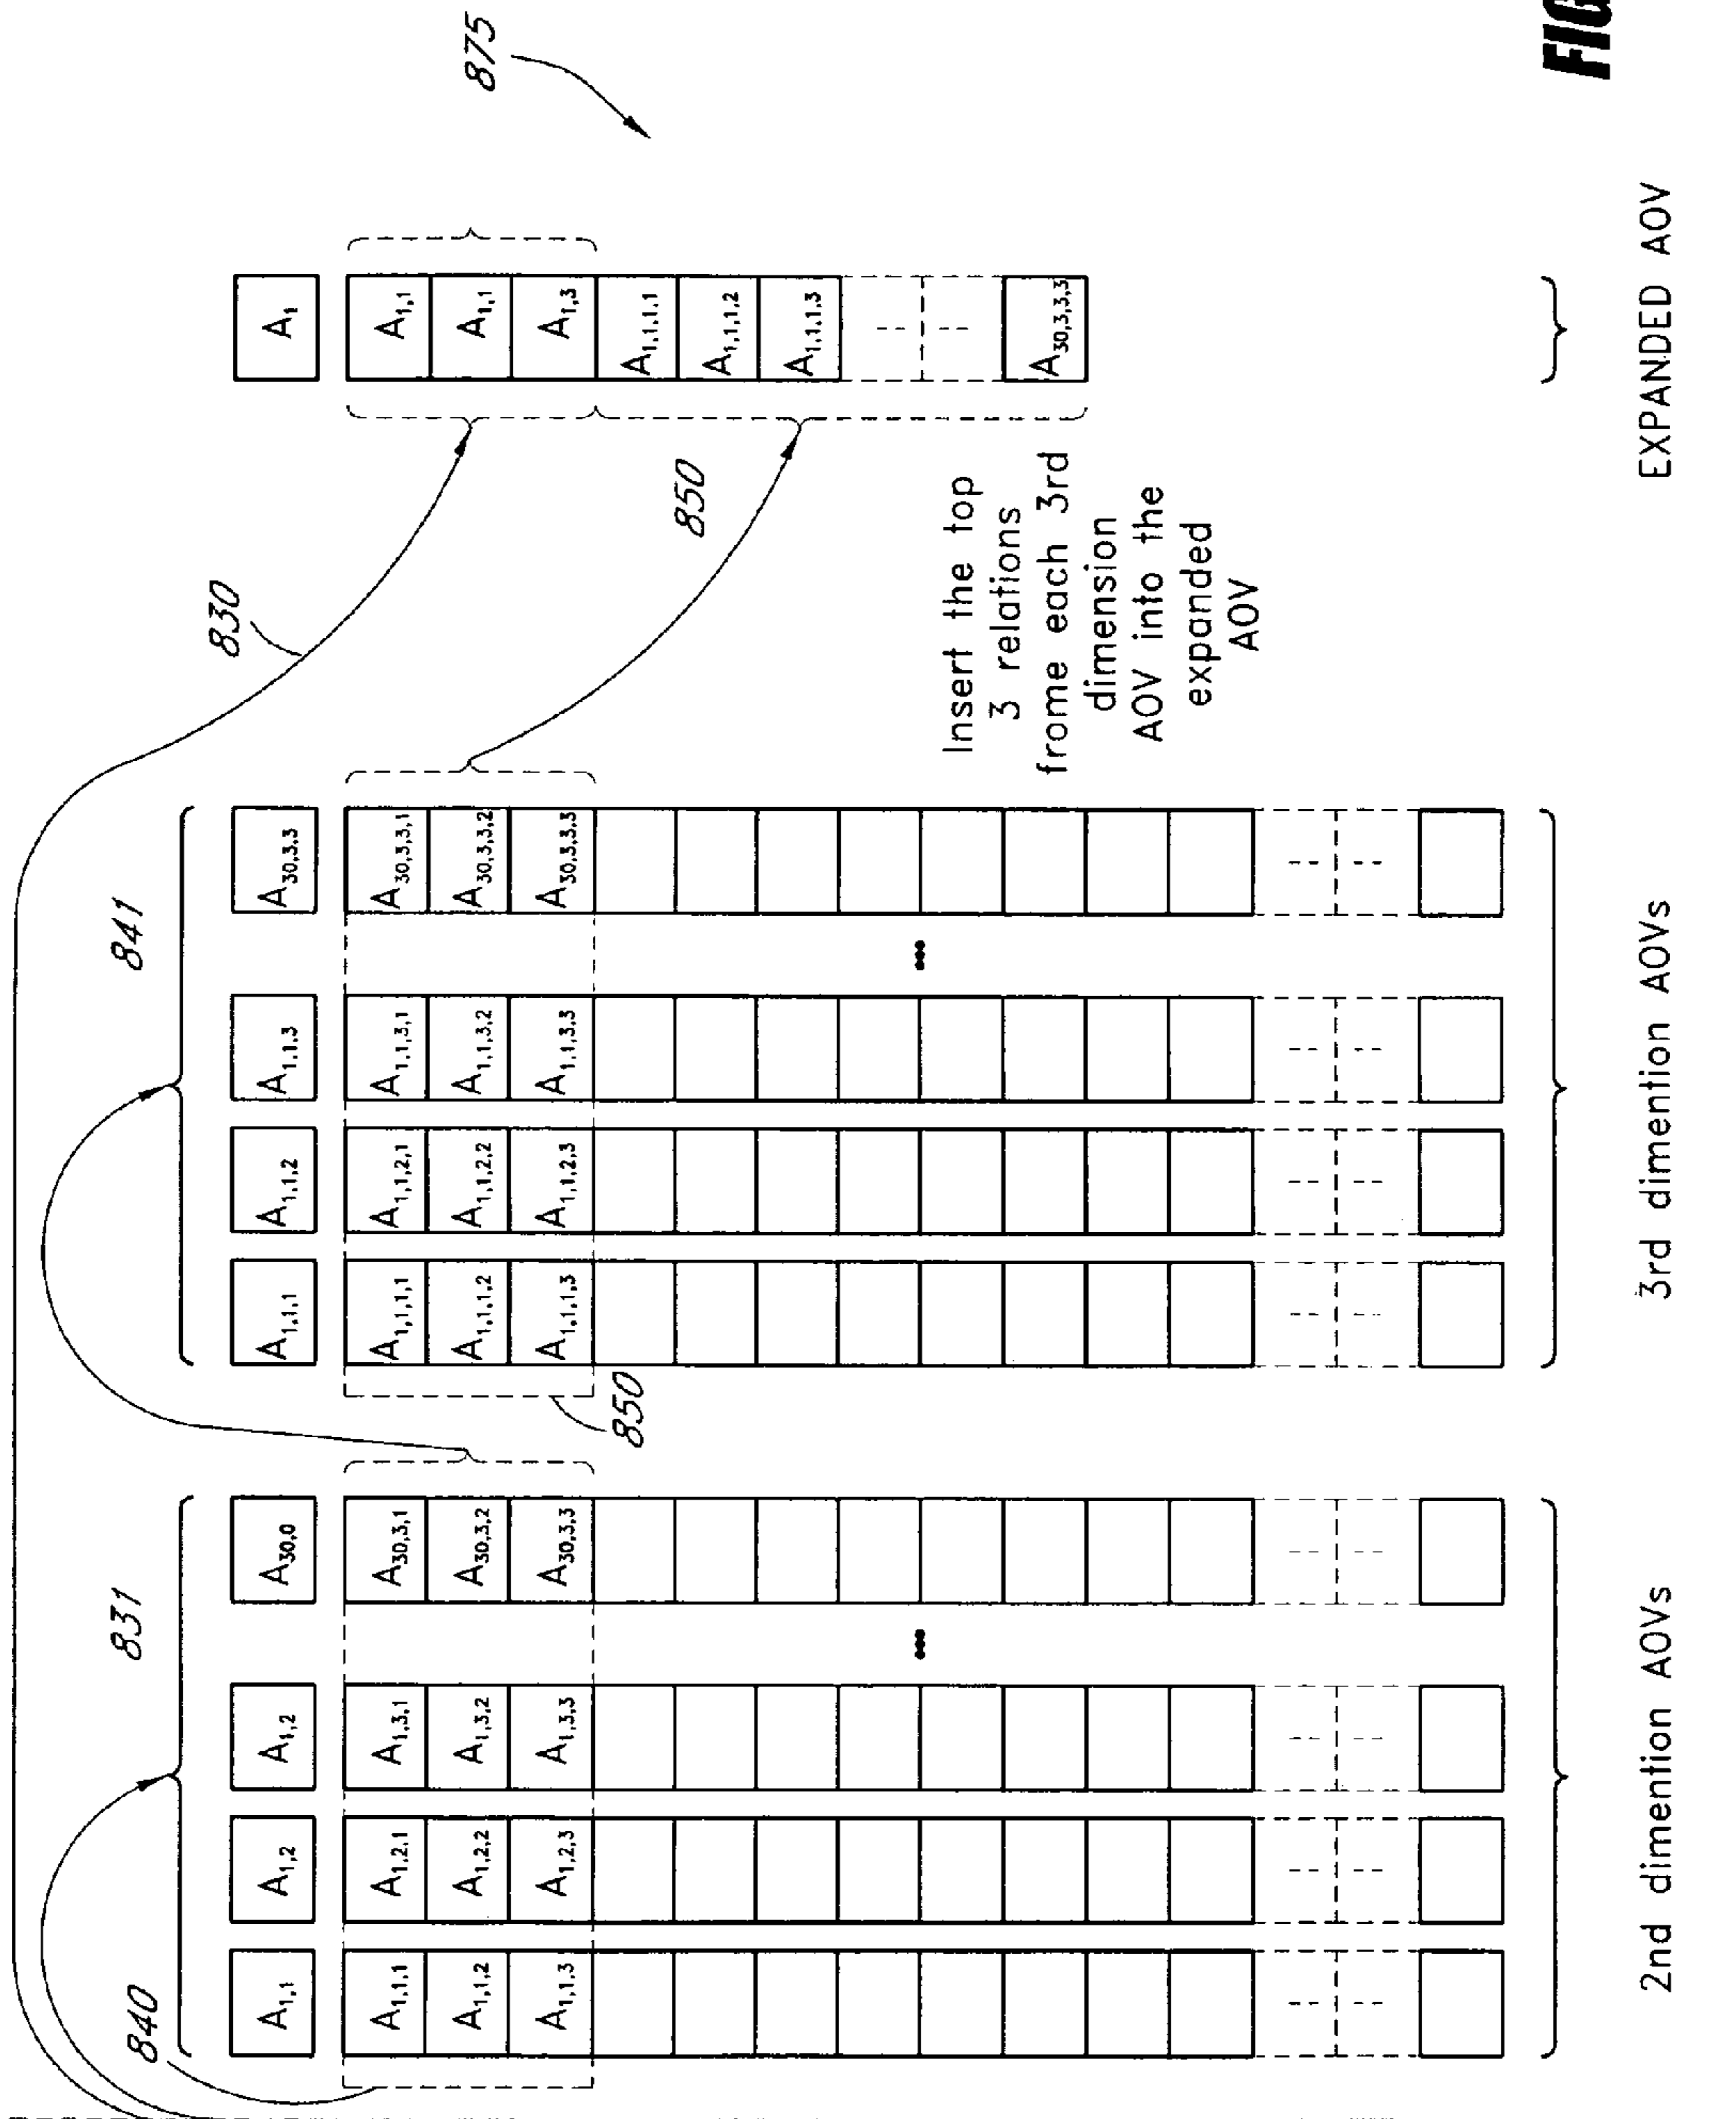 875
830
850
841
831
840
850
A1,1
A1,2
A1,2
A30,0
A1,1,1
A1,1,2
A1,1,3
A30,3,3
A1
A1,1,1
A1,2,1
A1,3,1
A30,3,1
A1,1,1,1
A1,1,2,1
A1,1,3,1
A30,3,3,1
A1,1
A1,1,2
A1,2,2
A1,3,2
A30,3,2
A1,1,1,2
A1,1,2,2
A1,1,3,2
A30,3,3,2
A1,1
A1,1,3
A1,2,3
A1,3,3
A30,3,3
A1,1,1,3
A1,1,2,3
A1,1,3,3
A30,3,3,3
A1,3
A1,1,1,1
A1,1,1,2
A1,1,1,3
A30,3,3,3
Insert the top
3 relations
frome each 3rd
dimension
AOV into the
expanded
AOV
2nd dimention AOVs
3rd dimention AOVs
EXPANDED AOV
FIG